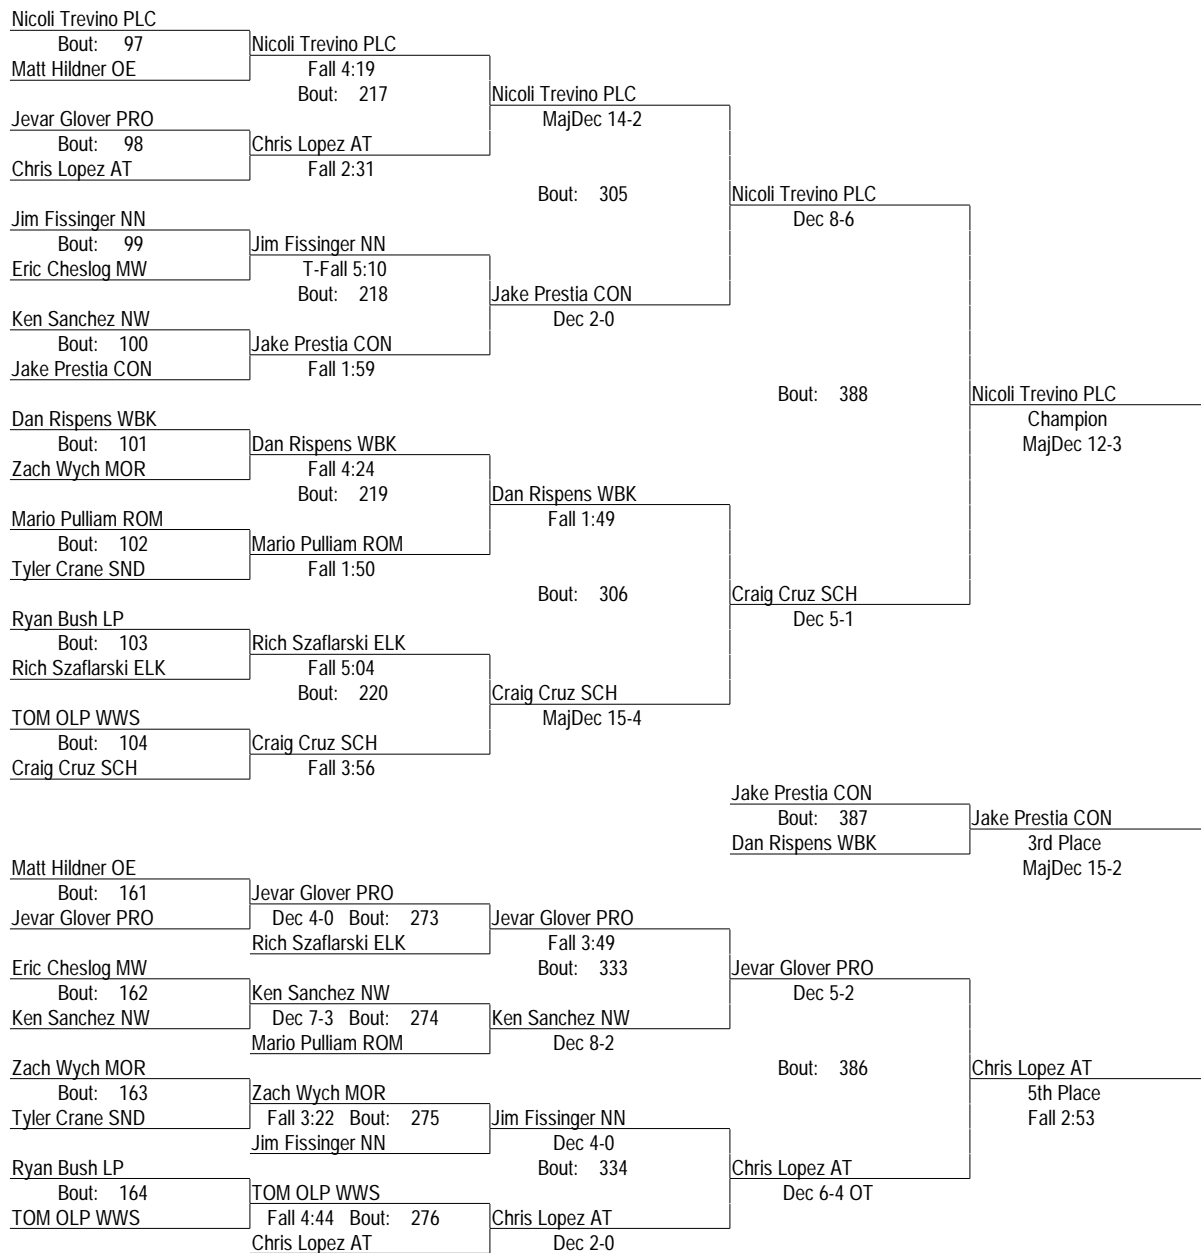 Nicoli Trevino PLC
Bout: 97
Nicoli Trevino PLC
Matt Hildner OE
Fall 4:19
Bout: 217
Nicoli Trevino PLC
Jevar Glover PRO
MajDec 14-2
Bout: 98
Chris Lopez AT
Chris Lopez AT
Fall 2:31
Bout: 305
Nicoli Trevino PLC
Jim Fissinger NN
Dec 8-6
Bout: 99
Jim Fissinger NN
Eric Cheslog MW
T-Fall 5:10
Bout: 218
Jake Prestia CON
Ken Sanchez NW
Dec 2-0
Bout: 100
Jake Prestia CON
Jake Prestia CON
Fall 1:59
Bout: 388
Nicoli Trevino PLC
Dan Rispens WBK
Champion
Bout: 101
Dan Rispens WBK
MajDec 12-3
Zach Wych MOR
Fall 4:24
Bout: 219
Dan Rispens WBK
Mario Pulliam ROM
Fall 1:49
Bout: 102
Mario Pulliam ROM
Tyler Crane SND
Fall 1:50
Bout: 306
Craig Cruz SCH
Ryan Bush LP
Dec 5-1
Bout: 103
Rich Szaflarski ELK
Rich Szaflarski ELK
Fall 5:04
Bout: 220
Craig Cruz SCH
TOM OLP WWS
MajDec 15-4
Bout: 104
Craig Cruz SCH
Craig Cruz SCH
Fall 3:56
Jake Prestia CON
Bout: 387
Jake Prestia CON
Dan Rispens WBK
3rd Place
Matt Hildner OE
MajDec 15-2
Bout: 161
Jevar Glover PRO
Jevar Glover PRO
Dec 4-0 Bout: 273
Jevar Glover PRO
Rich Szaflarski ELK
Fall 3:49
Eric Cheslog MW
Bout: 333
Jevar Glover PRO
Bout: 162
Ken Sanchez NW
Dec 5-2
Ken Sanchez NW
Dec 7-3 Bout: 274
Ken Sanchez NW
Mario Pulliam ROM
Dec 8-2
Zach Wych MOR
Bout: 386
Chris Lopez AT
Bout: 163
Zach Wych MOR
5th Place
Tyler Crane SND
Fall 3:22 Bout: 275
Jim Fissinger NN
Fall 2:53
Jim Fissinger NN
Dec 4-0
Ryan Bush LP
Bout: 334
Chris Lopez AT
Bout: 164
TOM OLP WWS
Dec 6-4 OT
TOM OLP WWS
Fall 4:44 Bout: 276
Chris Lopez AT
Chris Lopez AT
Dec 2-0